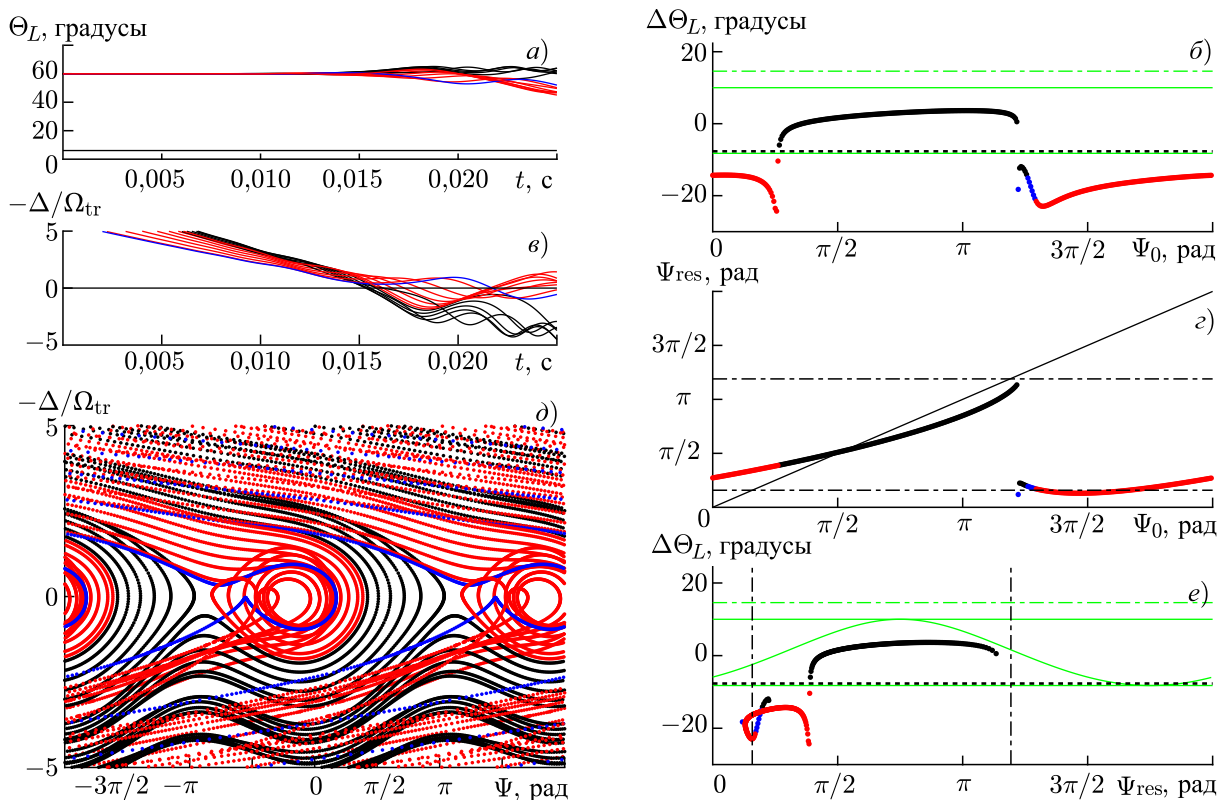 Θ_L, градусы
а)
60
40
20
0
0,005 0,010 0,015 0,020 t, с
−Δ/Ω_tr
в)
5
0
−5
0,005 0,010 0,015 0,020 t, с
−Δ/Ω_tr
д)
5
0
−5
−3π/2 −π 0 π/2 π Ψ, рад
ΔΘ_L, градусы
б)
20
0
−20
0 π/2 π 3π/2 Ψ_0, рад
Ψ_res, рад
г)
3π/2
π
π/2
0 π/2 π 3π/2 Ψ_0, рад
ΔΘ_L, градусы
е)
20
0
−20
0 π/2 π 3π/2 Ψ_res, рад